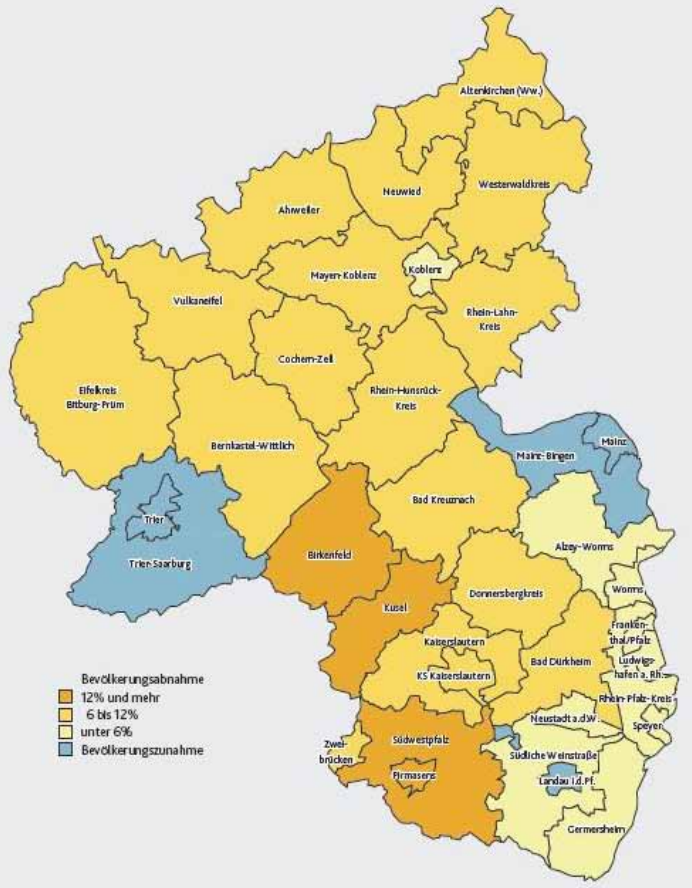 Altenkirchen (Ww.)
Neuwied
Westerwaldkreis
Ahrweiler
Mayen-Koblenz
Koblenz
Vulkaneifel
Rhein-Lahn-
Kreis
Cochem-Zell
Eifelkreis
Bitburg-Prüm
Rhein-Hunsrück-
Kreis
Bernkastel-Wittlich
Mainz-Bingen
Mainz
Bad Kreuznach
Trier
Trier-Saarburg
Birkenfeld
Alzey-Worms
Worms
Donnersbergkreis
Kusel
Franken-
thal/Pfalz
Kaiserslautern
KS Kaiserslautern
Bad Dürkheim
Ludwigs-
hafen a. Rh.
Rhein-Pfalz-Kreis
Neustadt a.d.W.
Speyer
Südwestpfalz
Zwei-
brücken
Pirmasens
Südliche Weinstraße
Landau i.d.Pf.
Germersheim
Bevölkerungsabnahme
12% und mehr
6 bis 12%
unter 6%
Bevölkerungszunahme